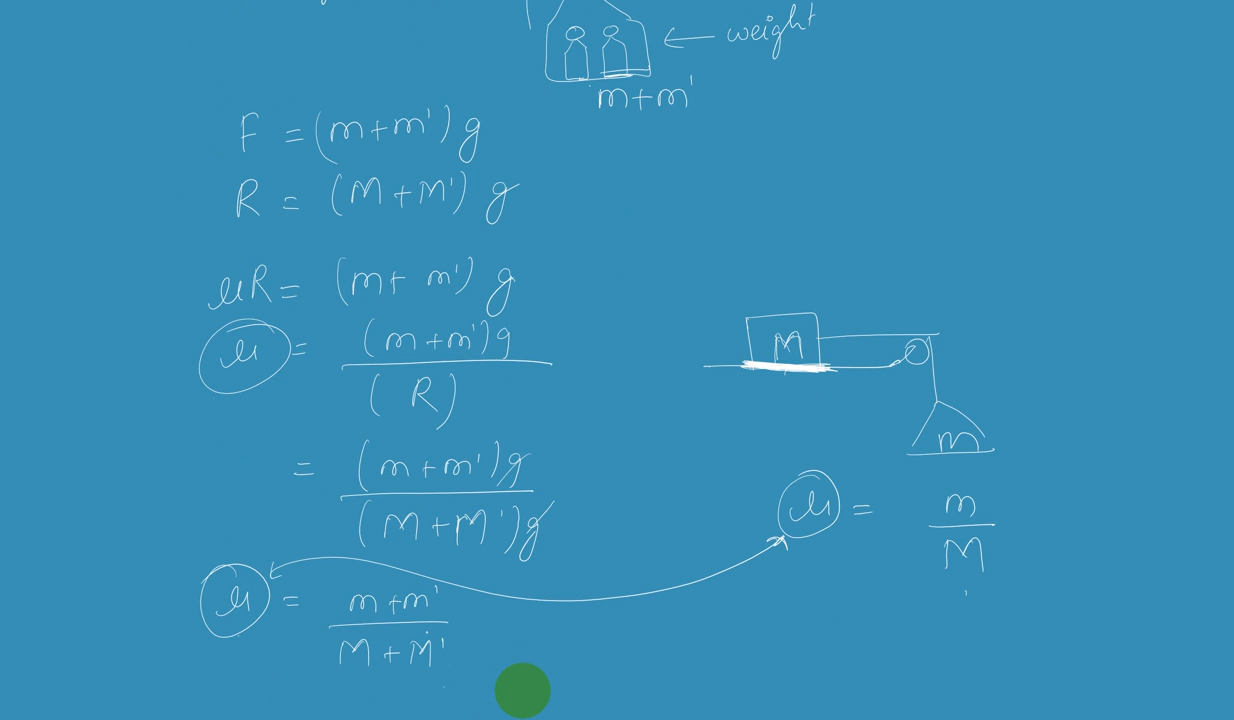 ← weight
m+m'
F = (m+m')g
R = (M+M')g
μR = (m+m')g
μ = (m+m')g / (R)
M
m
= (m+m')g / (M+M')g
μ = m / M
μ = m+m' / M+M'